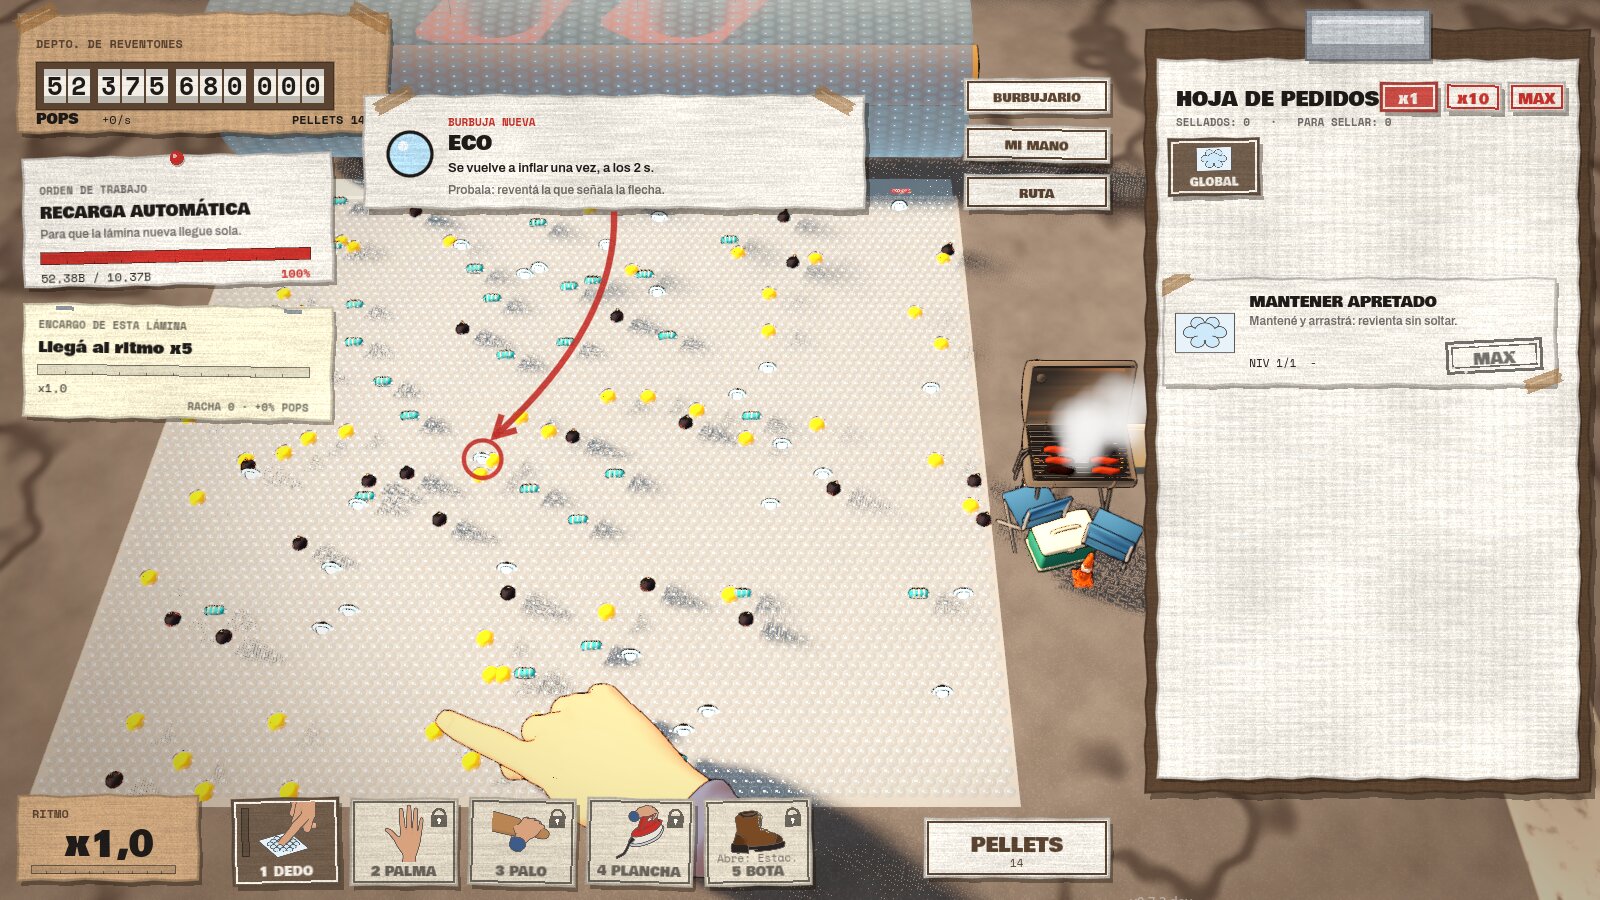 DEPTO. DE REVENTONES
52 375 680 000
POPS +0/s PELLETS 14
ORDEN DE TRABAJO
RECARGA AUTOMÁTICA
Para que la lámina nueva llegue sola.
52,38B / 10,37B 100%
ENCARGO DE ESTA LÁMINA
Llegá al ritmo x5
x1,0
RACHA 0 · +0% POPS
BURBUJA NUEVA
ECO
Se vuelve a inflar una vez, a los 2 s.
Probala: reventá la que señala la flecha.
BURBUJARIO
MI MANO
RUTA
HOJA DE PEDIDOS x1 x10 MAX
SELLADOS: 0 · PARA SELLAR: 0
GLOBAL
MANTENER APRETADO
Mantené y arrastrá: revienta sin soltar.
NIV 1/1 -
MAX
RITMO
x1,0
1 DEDO
2 PALMA
3 PALO
4 PLANCHA
Abre: Estac.
5 BOTA
PELLETS
14